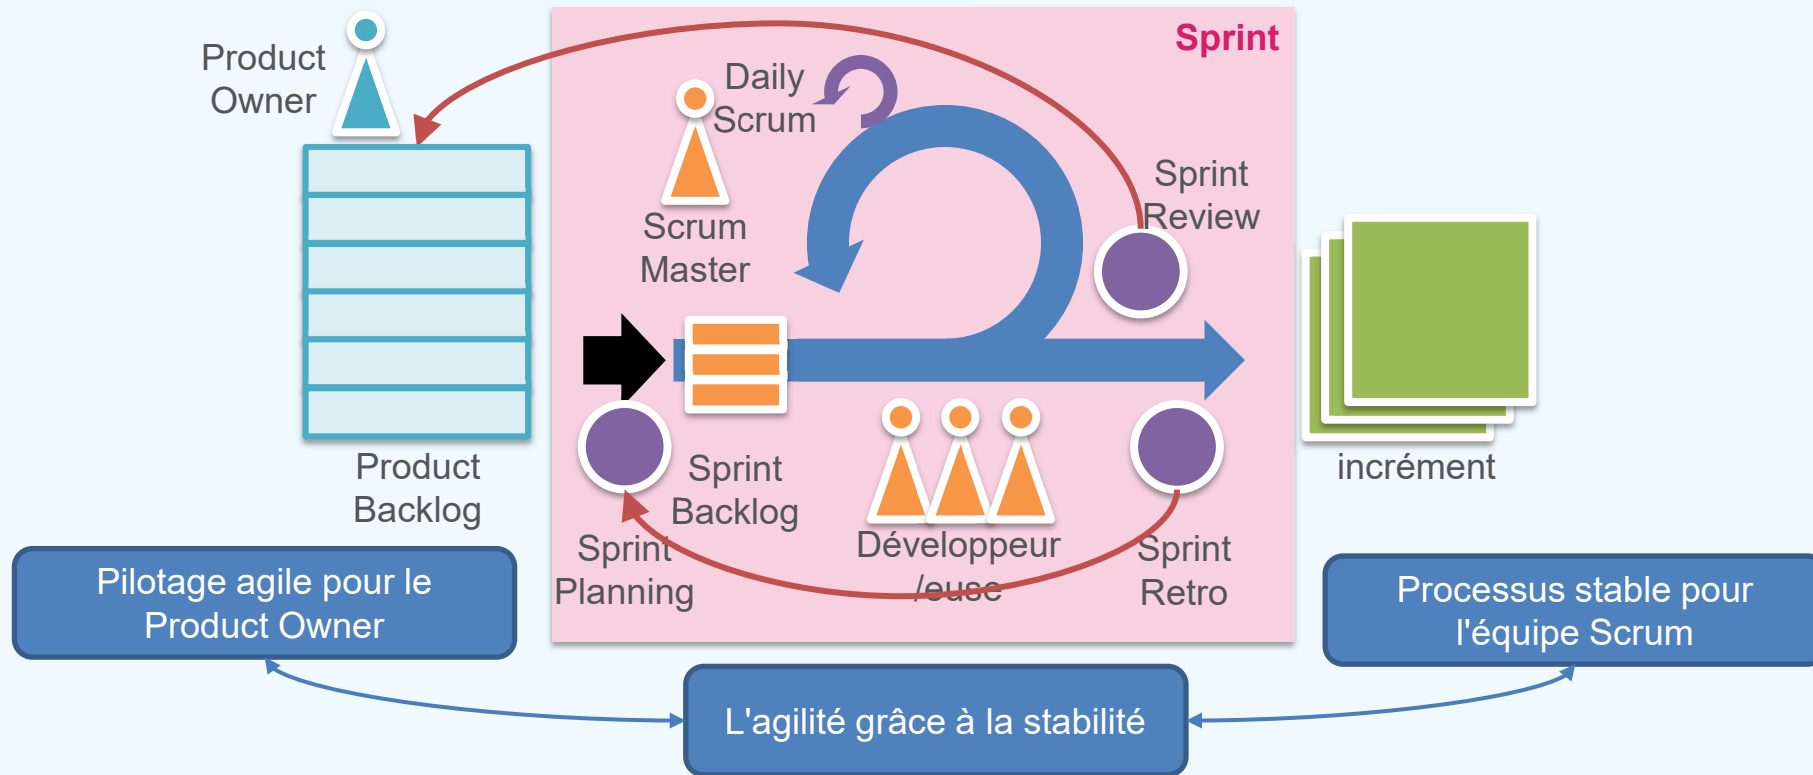 Sprint
Product
Owner
Daily
Scrum
Sprint
Review
Scrum
Master
Product
Backlog
Sprint
Backlog
incrément
Sprint
Planning
Développeur
/euse
Sprint
Retro
Pilotage agile pour le
Product Owner
Processus stable pour
l'équipe Scrum
L'agilité grâce à la stabilité